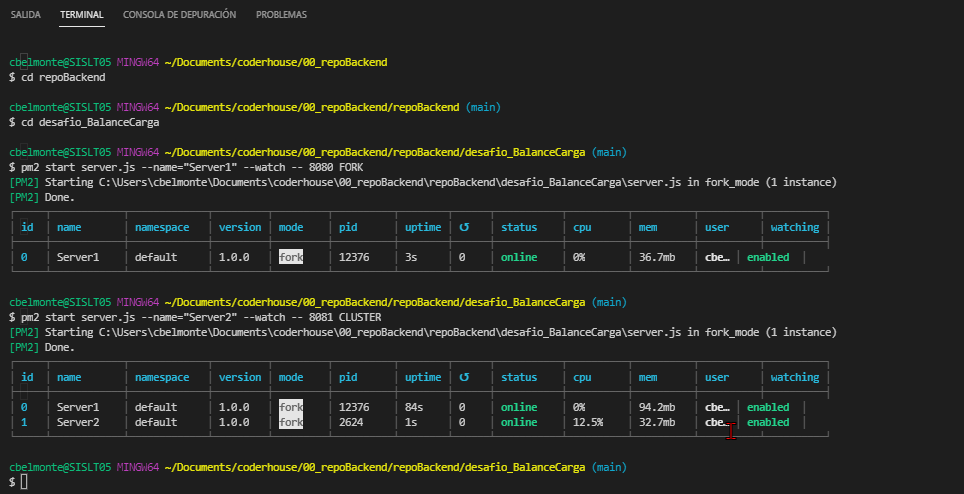 SALIDA TERMINAL CONSOLA DE DEPURACIÓN PROBLEMAS
cbelmonte@SISLT05 MINGW64 ~/Documents/coderhouse/00_repoBackend
$ cd repoBackend
cbelmonte@SISLT05 MINGW64 ~/Documents/coderhouse/00_repoBackend/repoBackend (main)
$ cd desafio_BalanceCarga
cbelmonte@SISLT05 MINGW64 ~/Documents/coderhouse/00_repoBackend/repoBackend/desafio_BalanceCarga (main)
$ pm2 start server.js --name="Server1" --watch -- 8080 FORK
[PM2] Starting C:\Users\cbelmonte\Documents\coderhouse\00_repoBackend\repoBackend\desafio_BalanceCarga\server.js in fork_mode (1 instance)
[PM2] Done.
id name namespace version mode pid uptime ↺ status cpu mem user watching
0 Server1 default 1.0.0 fork 12376 3s 0 online 0% 36.7mb cbe… enabled
cbelmonte@SISLT05 MINGW64 ~/Documents/coderhouse/00_repoBackend/repoBackend/desafio_BalanceCarga (main)
$ pm2 start server.js --name="Server2" --watch -- 8081 CLUSTER
[PM2] Starting C:\Users\cbelmonte\Documents\coderhouse\00_repoBackend\repoBackend\desafio_BalanceCarga\server.js in fork_mode (1 instance)
[PM2] Done.
id name namespace version mode pid uptime ↺ status cpu mem user watching
0 Server1 default 1.0.0 fork 12376 84s 0 online 0% 94.2mb cbe… enabled
1 Server2 default 1.0.0 fork 2624 1s 0 online 12.5% 32.7mb cbe… enabled
cbelmonte@SISLT05 MINGW64 ~/Documents/coderhouse/00_repoBackend/repoBackend/desafio_BalanceCarga (main)
$